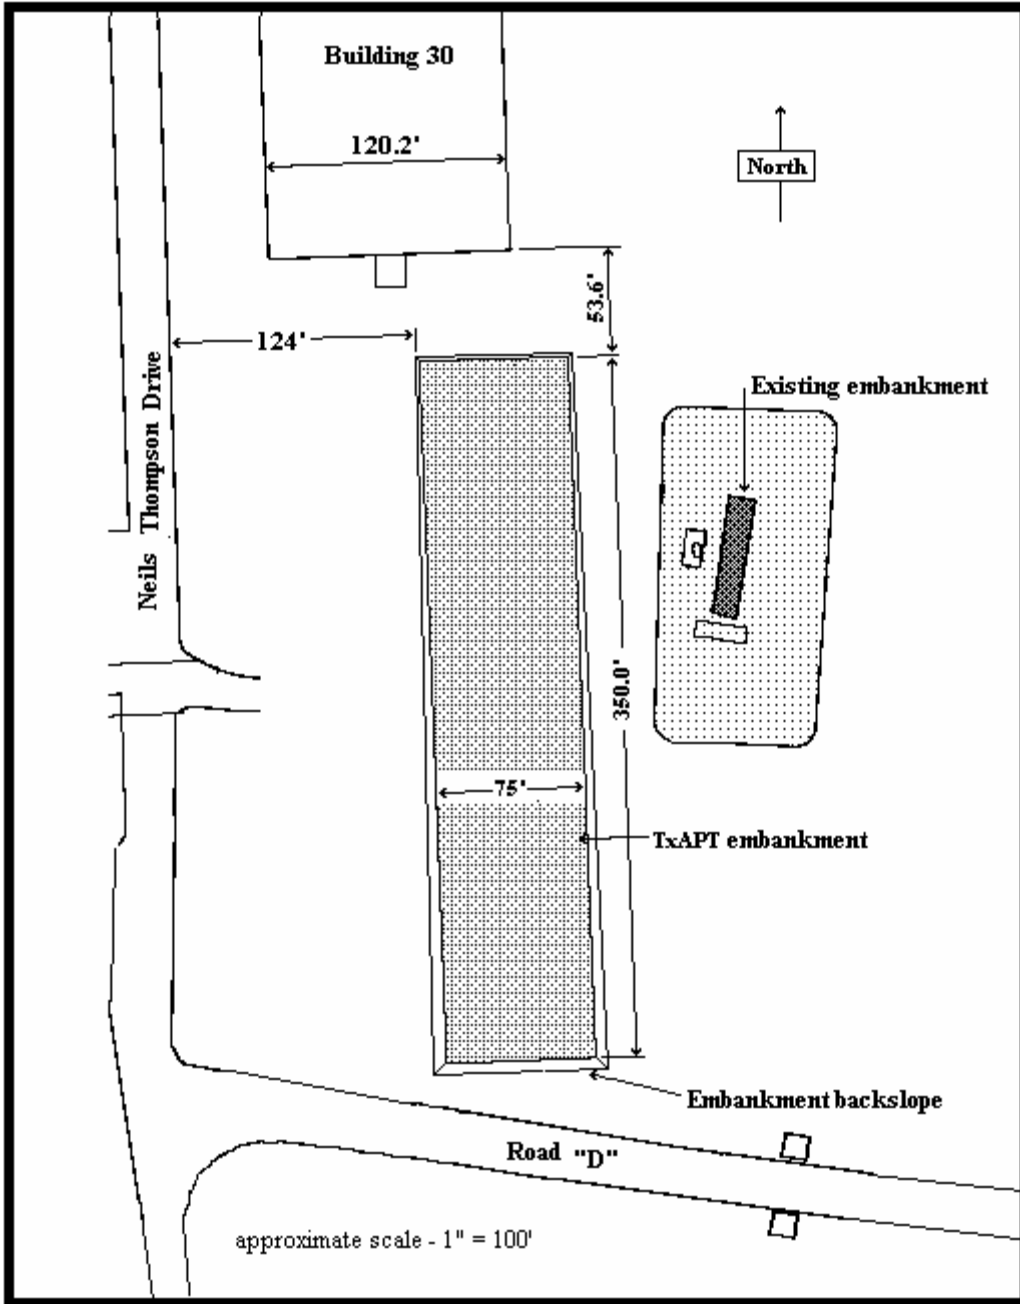 Building 30
120.2'
North
53.6'
124'
Existing embankment
Neils Thompson Drive
350.0'
75'
TxAPT embankment
Embankment backslope
Road "D"
approximate scale - 1" = 100'